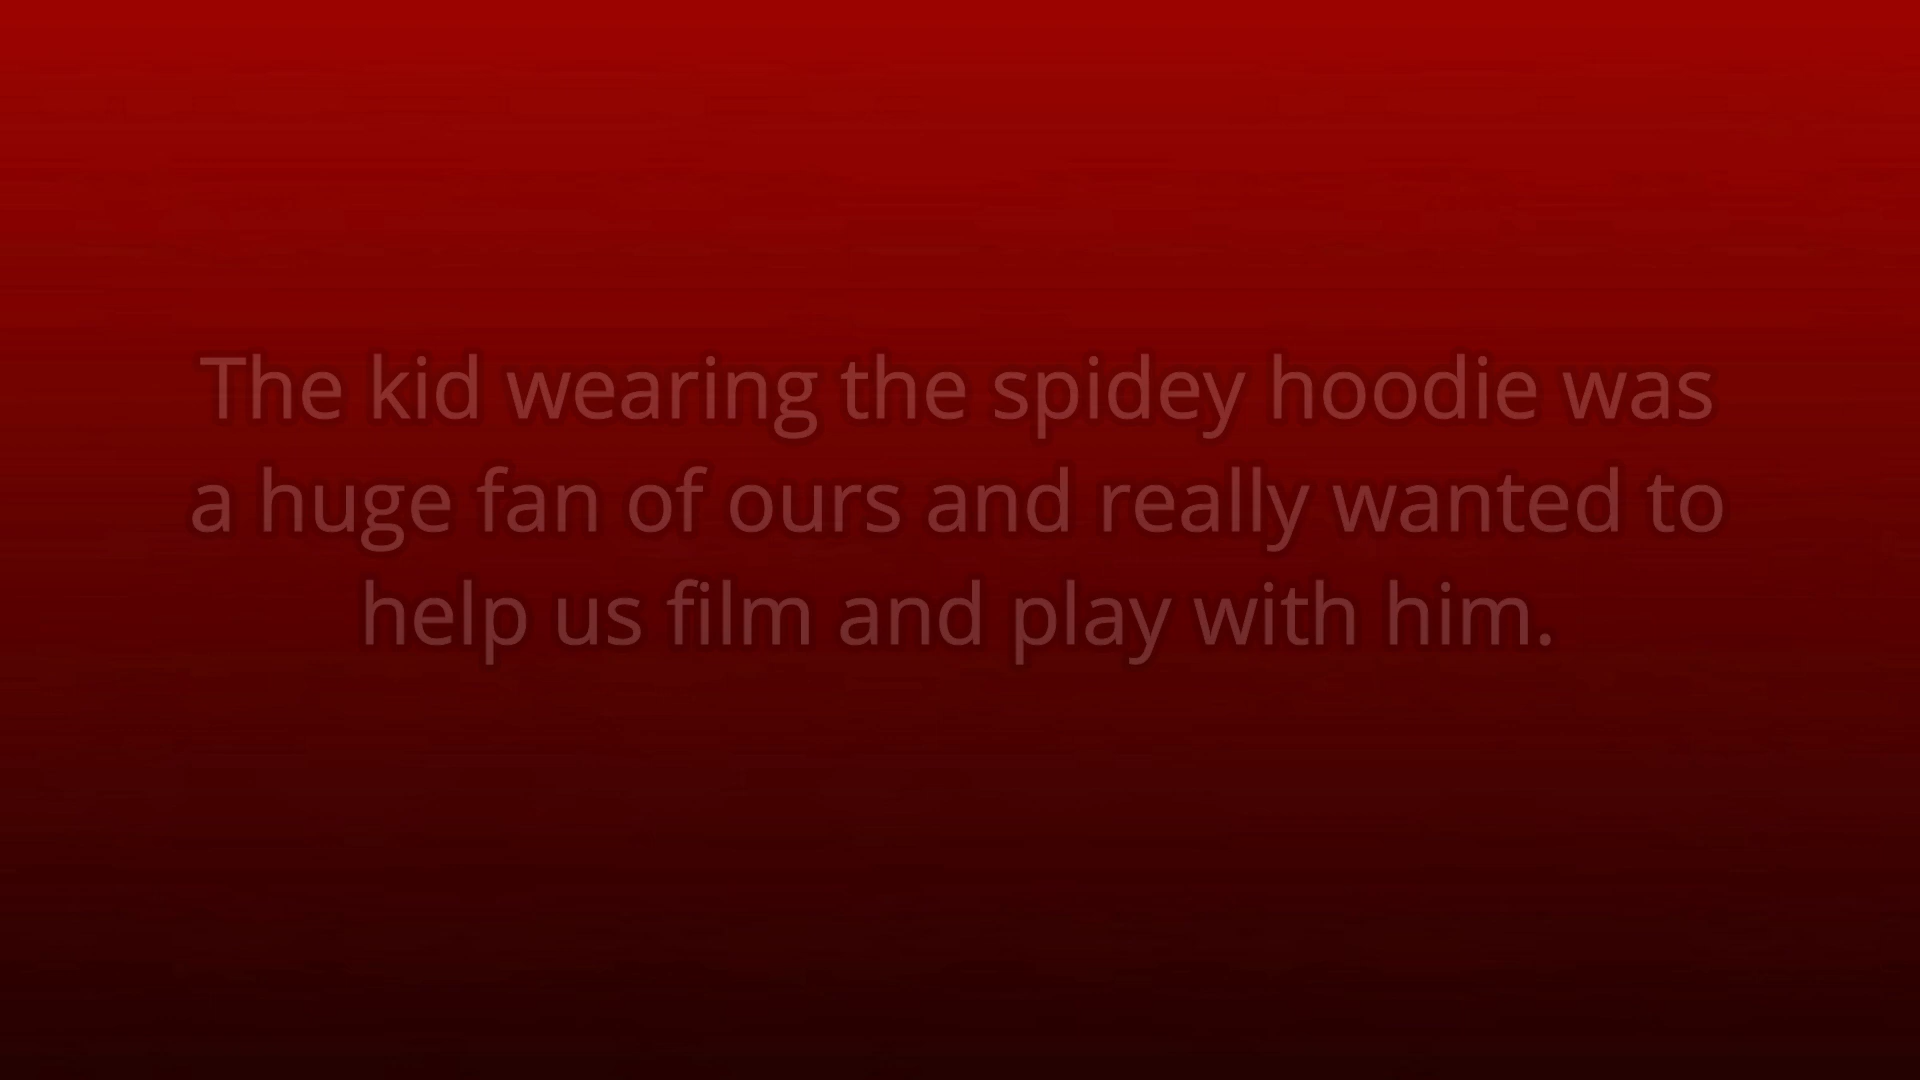 The kid wearing the spidey hoodie was
a huge fan of ours and really wanted to
help us film and play with him.